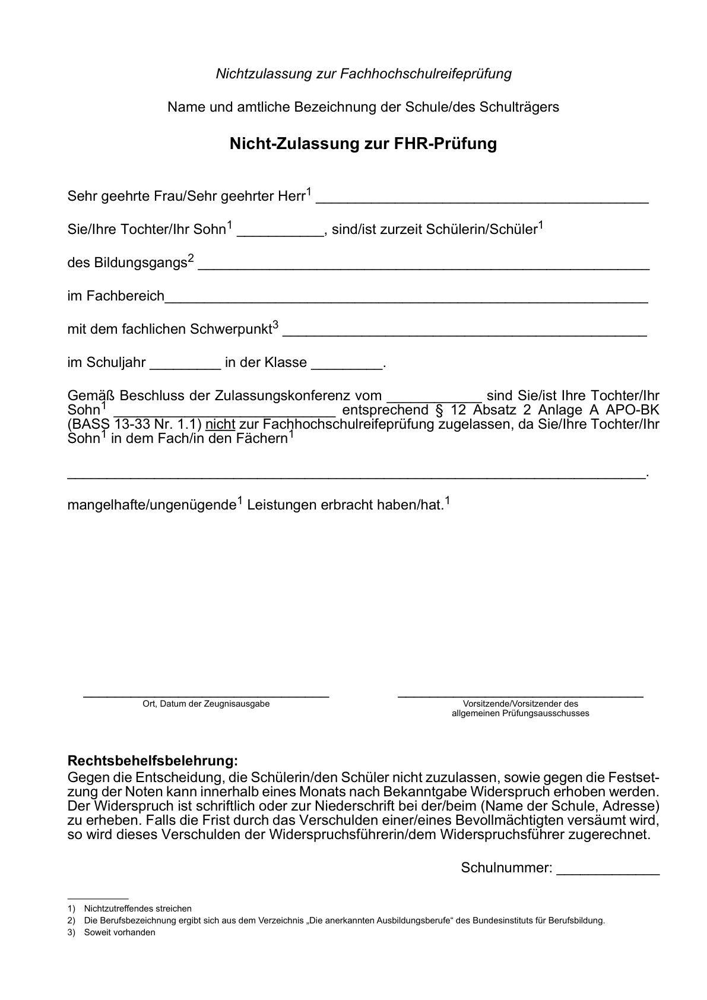 Nichtzulassung zur Fachhochschulreifeprüfung
Name und amtliche Bezeichnung der Schule/des Schulträgers
Nicht-Zulassung zur FHR-Prüfung
Sehr geehrte Frau/Sehr geehrter Herr1 __________________________________________
Sie/Ihre Tochter/Ihr Sohn1 ___________, sind/ist zurzeit Schülerin/Schüler1
des Bildungsgangs2 _________________________________________________________
im Fachbereich_____________________________________________________________
mit dem fachlichen Schwerpunkt3 ______________________________________________
im Schuljahr _________ in der Klasse _________.
Gemäß Beschluss der Zulassungskonferenz vom ____________ sind Sie/ist Ihre Tochter/Ihr
Sohn1 ____________________________ entsprechend § 12 Absatz 2 Anlage A APO-BK
(BASS 13-33 Nr. 1.1) nicht zur Fachhochschulreifeprüfung zugelassen, da Sie/Ihre Tochter/Ihr
Sohn1 in dem Fach/in den Fächern1
_________________________________________________________________________.
mangelhafte/ungenügende1 Leistungen erbracht haben/hat.1
_______________________________ _______________________________
Ort, Datum der Zeugnisausgabe
Vorsitzende/Vorsitzender des
allgemeinen Prüfungsausschusses
Rechtsbehelfsbelehrung:
Gegen die Entscheidung, die Schülerin/den Schüler nicht zuzulassen, sowie gegen die Festset-
zung der Noten kann innerhalb eines Monats nach Bekanntgabe Widerspruch erhoben werden.
Der Widerspruch ist schriftlich oder zur Niederschrift bei der/beim (Name der Schule, Adresse)
zu erheben. Falls die Frist durch das Verschulden einer/eines Bevollmächtigten versäumt wird,
so wird dieses Verschulden der Widerspruchsführerin/dem Widerspruchsführer zugerechnet.
Schulnummer: _____________
1) Nichtzutreffendes streichen
2) Die Berufsbezeichnung ergibt sich aus dem Verzeichnis „Die anerkannten Ausbildungsberufe“ des Bundesinstituts für Berufsbildung.
3) Soweit vorhanden